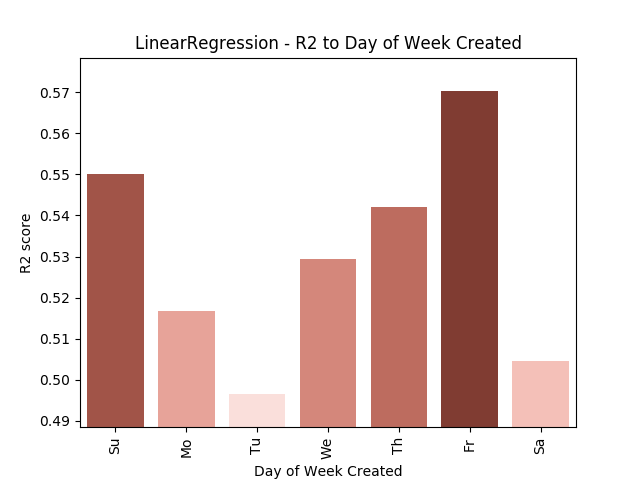 LinearRegression - R2 to Day of Week Created
0.57
0.56
0.55
0.54
0.53
0.52
0.51
0.50
0.49
R2 score
Su
Mo
Tu
We
Th
Fr
Sa
Day of Week Created